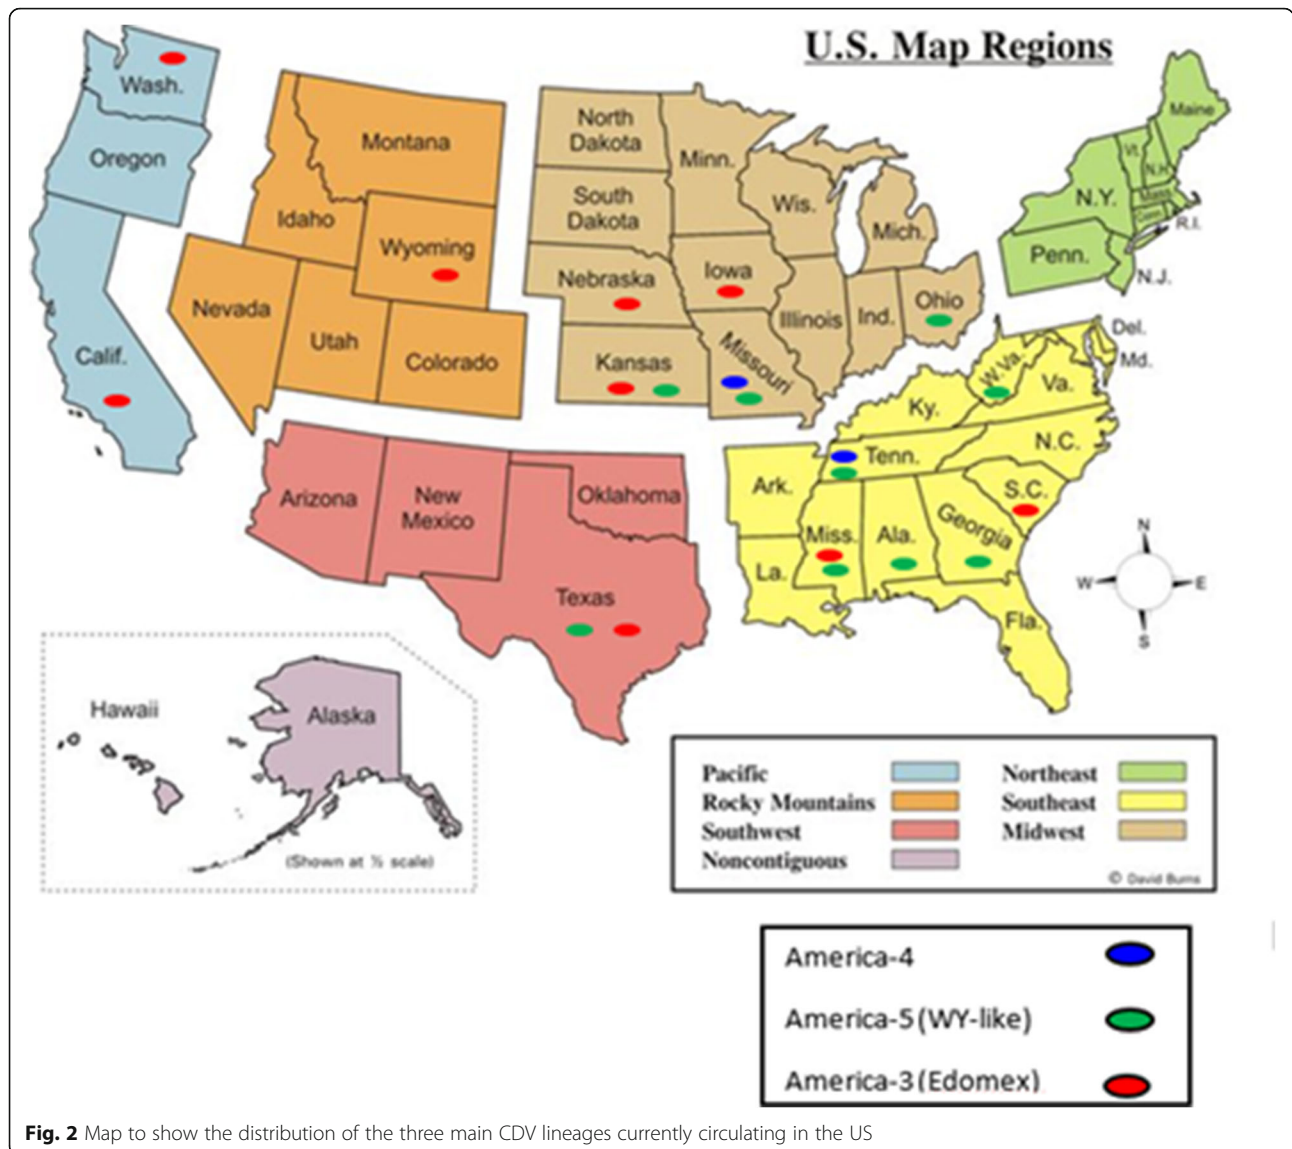 U.S. Map Regions
Wash.
Oregon
Calif.
Montana
Idaho
Wyoming
Nevada
Utah
Colorado
North
Dakota
South
Dakota
Nebraska
Kansas
Minn.
Iowa
Missouri
Wis.
Illinois
Mich.
Ind.
Ohio
Maine
Vt.
N.H.
N.Y.
Mass.
Conn.
R.I.
Penn.
N.J.
Del.
Md.
W.Va.
Va.
Ky.
N.C.
Tenn.
S.C.
Ark.
Miss.
Ala.
Georgia
La.
Fla.
Arizona
New
Mexico
Oklahoma
Texas
N
W
E
S
Hawaii
Alaska
(Shown at ½ scale)
Pacific
Rocky Mountains
Southwest
Noncontiguous
Northeast
Southeast
Midwest
© David Burns
America-4
America-5 (WY-like)
America-3 (Edomex)
Fig. 2 Map to show the distribution of the three main CDV lineages currently circulating in the US